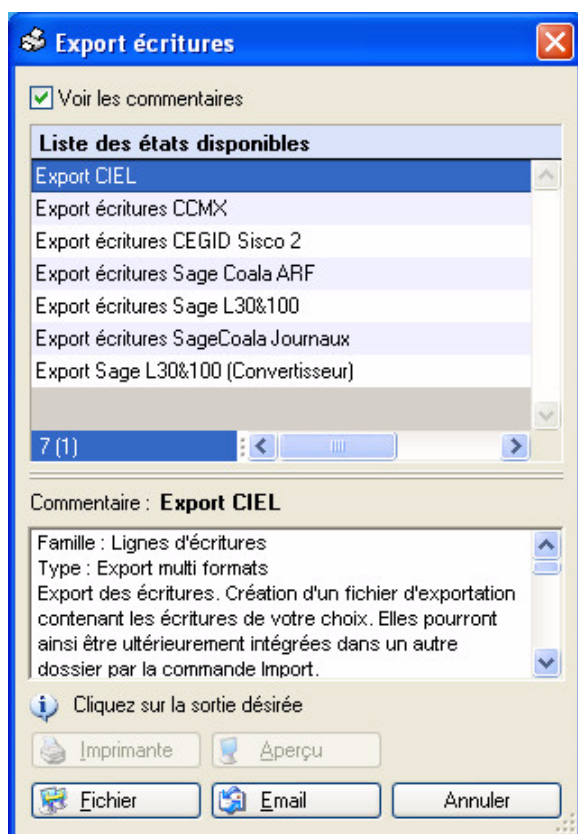 Export écritures
Voir les commentaires
Liste des états disponibles
Export CIEL
Export écritures CCMX
Export écritures CEGID Sisco 2
Export écritures Sage Coala ARF
Export écritures Sage L30&100
Export écritures SageCoala Journaux
Export Sage L30&100 (Convertisseur)
7 (1)
Commentaire : Export CIEL
Famille : Lignes d'écritures
Type : Export multi formats
Export des écritures. Création d'un fichier d'exportation
contenant les écritures de votre choix. Elles pourront
ainsi être ultérieurement intégrées dans un autre
dossier par la commande Import.
Cliquez sur la sortie désirée
Imprimante Aperçu
Fichier Email Annuler